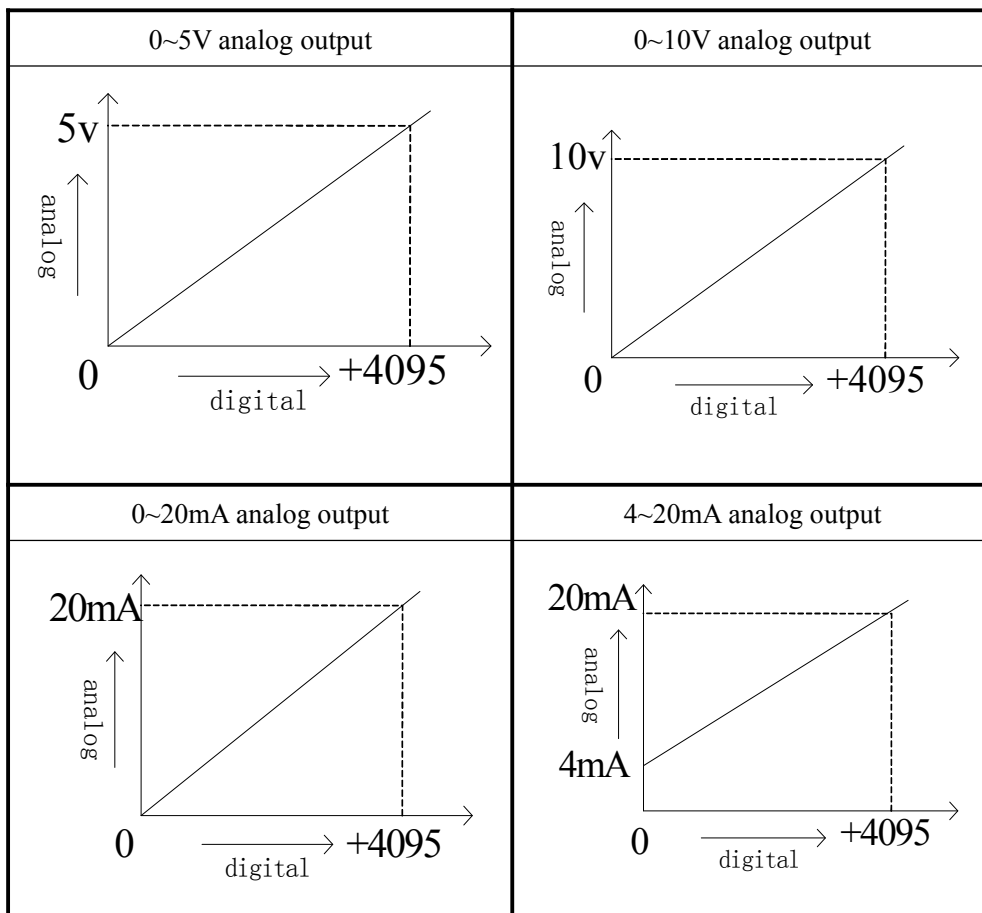 0~5V analog output
5v
analog
0
+4095
digital
0~10V analog output
10v
analog
0
+4095
digital
0~20mA analog output
20mA
analog
0
+4095
digital
4~20mA analog output
20mA
analog
4mA
0
+4095
digital